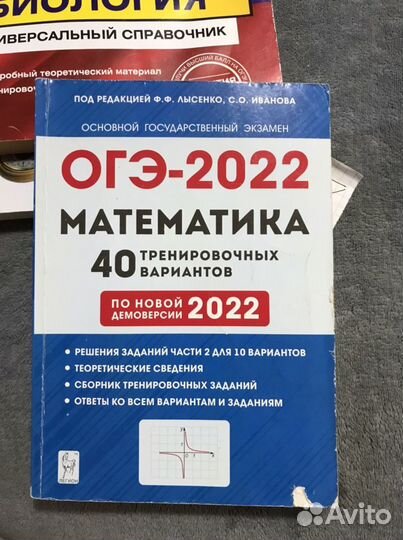 БИОЛОГИЯ
ИВЕРСАЛЬНЫЙ СПРАВОЧНИК
робный теоретический материал
ПОД РЕДАКЦИЕЙ Ф.Ф. ЛЫСЕНКО, С.О. ИВАНОВА
ОСНОВНОЙ ГОСУДАРСТВЕННЫЙ ЭКЗАМЕН
ОГЭ-2022
МАТЕМАТИКА
40 ТРЕНИРОВОЧНЫХ
ВАРИАНТОВ
ПО НОВОЙ
ДЕМОВЕРСИИ 2022
• РЕШЕНИЯ ЗАДАНИЙ ЧАСТИ 2 ДЛЯ 10 ВАРИАНТОВ
• ТЕОРЕТИЧЕСКИЕ СВЕДЕНИЯ
• СБОРНИК ТРЕНИРОВОЧНЫХ ЗАДАНИЙ
• ОТВЕТЫ КО ВСЕМ ВАРИАНТАМ И ЗАДАНИЯМ
ЛЕГИОН
Avito